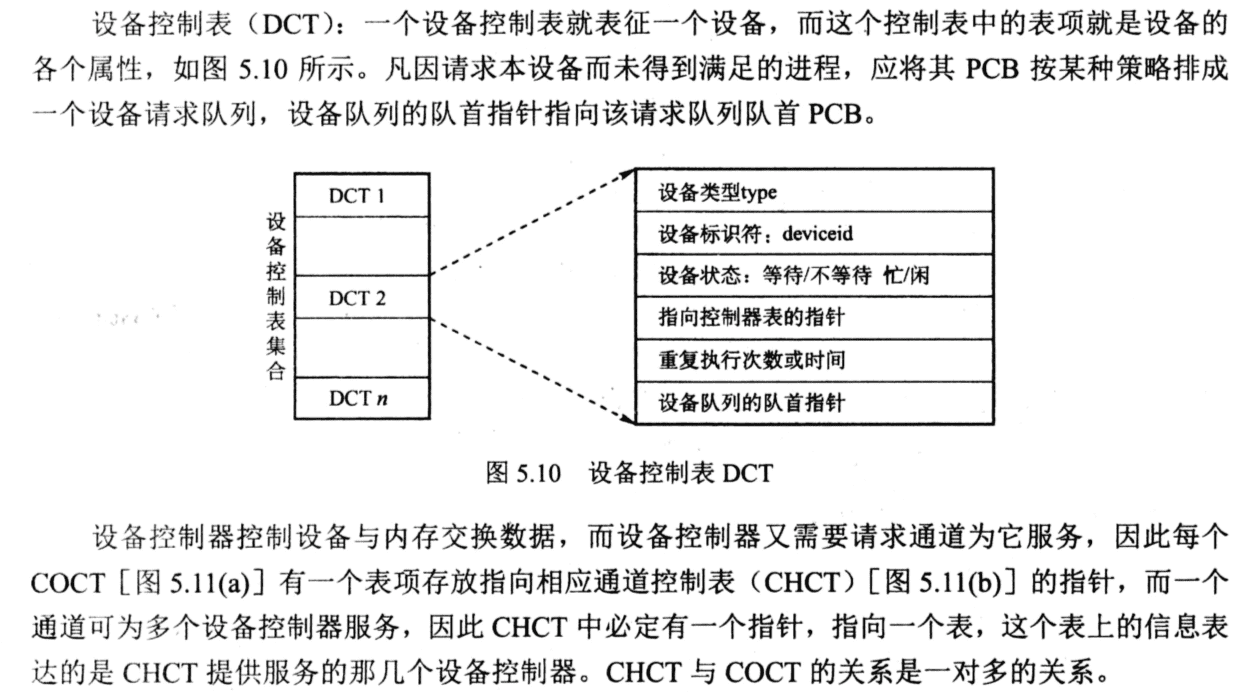 设备控制表（DCT）：一个设备控制表就表征一个设备，而这个控制表中的表项就是设备的
各个属性，如图 5.10 所示。凡因请求本设备而未得到满足的进程，应将其 PCB 按某种策略排成
一个设备请求队列，设备队列的队首指针指向该请求队列队首 PCB。
设备控制表集合
DCT 1
DCT 2
DCT n
设备类型type
设备标识符：deviceid
设备状态：等待/不等待 忙/闲
指向控制器表的指针
重复执行次数或时间
设备队列的队首指针
图 5.10 设备控制表 DCT
设备控制器控制设备与内存交换数据，而设备控制器又需要请求通道为它服务，因此每个
COCT［图 5.11(a)］有一个表项存放指向相应通道控制表（CHCT）［图 5.11(b)］的指针，而一个
通道可为多个设备控制器服务，因此 CHCT 中必定有一个指针，指向一个表，这个表上的信息表
达的是 CHCT 提供服务的那几个设备控制器。CHCT 与 COCT 的关系是一对多的关系。